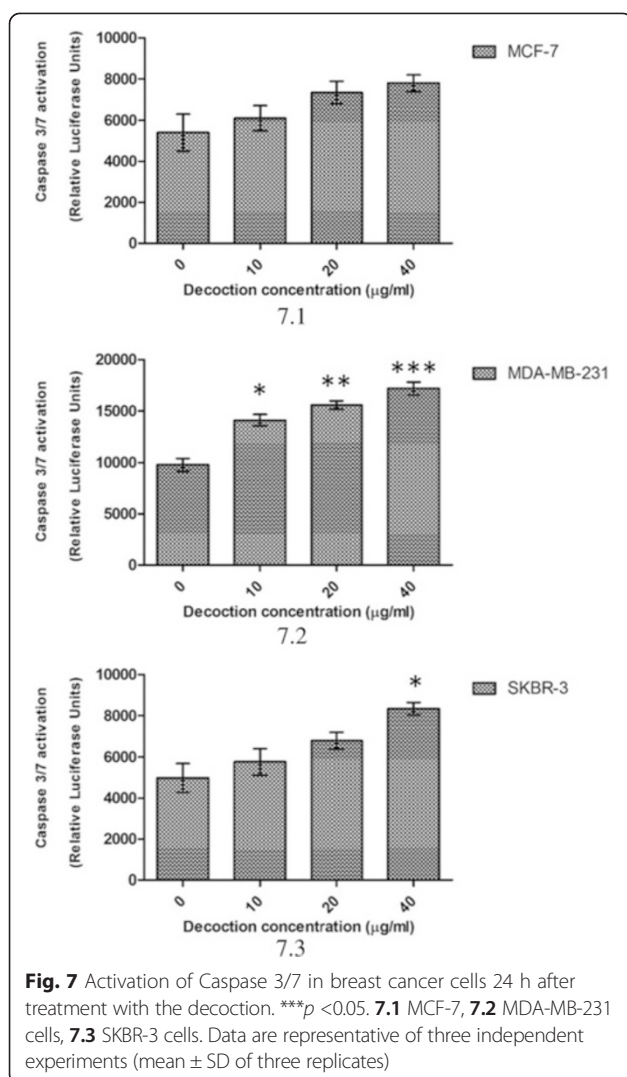 Caspase 3/7 activation
(Relative Luciferase Units)
10000
8000
6000
4000
2000
0
0 10 20 40
Decoction concentration (μg/ml)
MCF-7
7.1
Caspase 3/7 activation
(Relative Luciferase Units)
20000
15000
10000
5000
0
* ** ***
0 10 20 40
Decoction concentration (μg/ml)
MDA-MB-231
7.2
Caspase 3/7 activation
(Relative Luciferase Units)
10000
8000
6000
4000
2000
0
*
0 10 20 40
Decoction concentration (μg/ml)
SKBR-3
7.3
Fig. 7 Activation of Caspase 3/7 in breast cancer cells 24 h after
treatment with the decoction. ***p <0.05. 7.1 MCF-7, 7.2 MDA-MB-231
cells, 7.3 SKBR-3 cells. Data are representative of three independent
experiments (mean ± SD of three replicates)